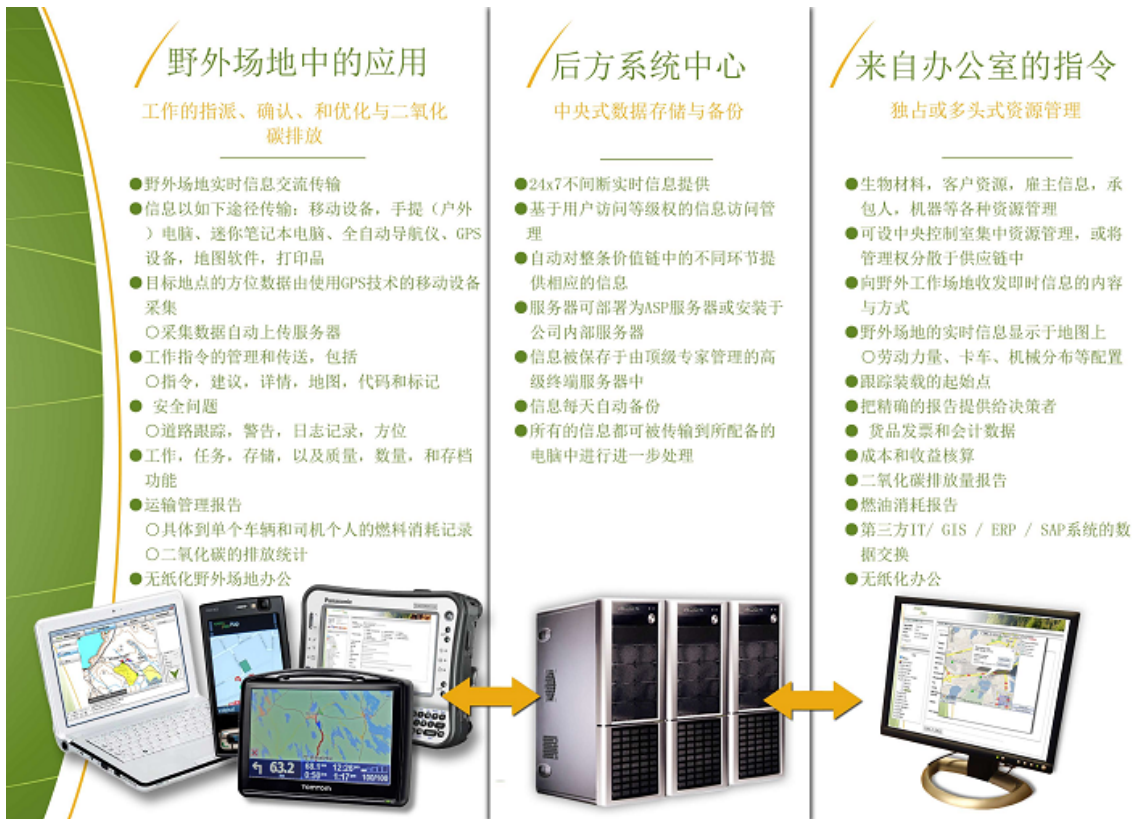 野外场地中的应用
工作的指派、确认、和优化与二氧化
碳排放
●野外场地实时信息交流传输
●信息以如下途径传输: 移动设备, 手提（户外
）电脑、迷你笔记本电脑、全自动导航仪、GPS
设备, 地图软件, 打印品
●目标地点的方位数据由使用GPS技术的移动设备
采集
○采集数据自动上传服务器
●工作指令的管理和传送, 包括
○指令, 建议, 详情, 地图, 代码和标记
● 安全问题
○道路跟踪, 警告, 日志记录, 方位
●工作, 任务, 存储, 以及质量, 数量, 和存档
功能
●运输管理报告
○具体到单个车辆和司机个人的燃料消耗记录
○二氧化碳的排放统计
●无纸化野外场地办公
Panasonic
63.2
68.1
12:26
0:50
1:17
100/100
TomTom
后方系统中心
中央式数据存储与备份
●24x7不间断实时信息提供
●基于用户访问等级权的信息访问管
理
●自动对整条价值链中的不同环节提
供相应的信息
●服务器可部署为ASP服务器或安装于
公司内部服务器
●信息被保存于由顶级专家管理的高
级终端服务器中
●信息每天自动备份
●所有的信息都可被传输到所配备的
电脑中进行进一步处理
来自办公室的指令
独占或多头式资源管理
●生物材料, 客户资源, 雇主信息, 承
包人, 机器等各种资源管理
●可设中央控制室集中资源管理, 或将
管理权分散于供应链中
●向野外工作场地收发即时信息的内容
与方式
●野外场地的实时信息显示于地图上
○劳动力量、卡车、机械分布等配置
●跟踪装载的起始点
●把精确的报告提供给决策者
● 货品发票和会计数据
●成本和收益核算
●二氧化碳排放量报告
●燃油消耗报告
●第三方IT/ GIS / ERP / SAP系统的数
据交换
●无纸化办公